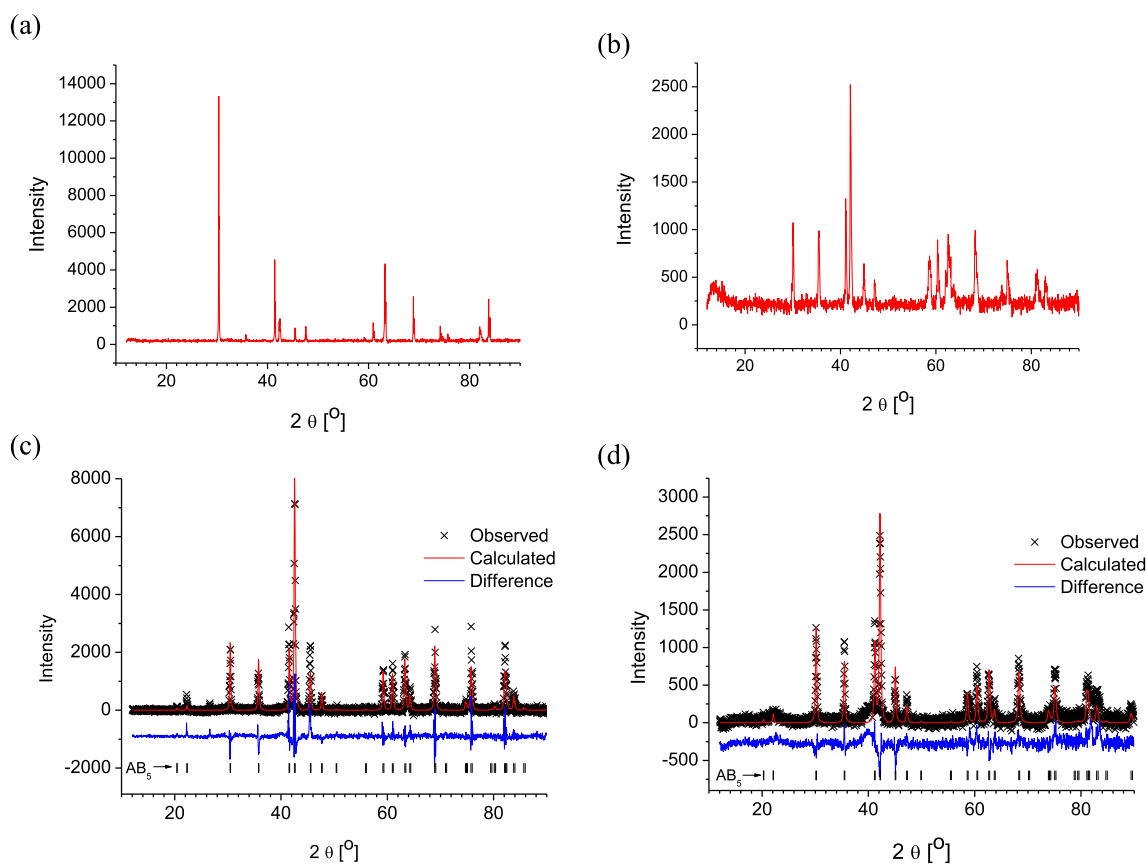 (a)
14000
12000
10000
8000
6000
4000
2000
0
Intensity
20 40 60 80
2 θ [O]
(b)
2500
2000
1500
1000
500
0
Intensity
20 40 60 80
2 θ [O]
(c)
8000
6000
4000
2000
0
-2000
Intensity
× Observed
Calculated
Difference
AB5
20 40 60 80
2 θ [O]
(d)
3000
2500
2000
1500
1000
500
0
-500
Intensity
× Observed
Calculated
Difference
AB5
20 40 60 80
2 θ [O]